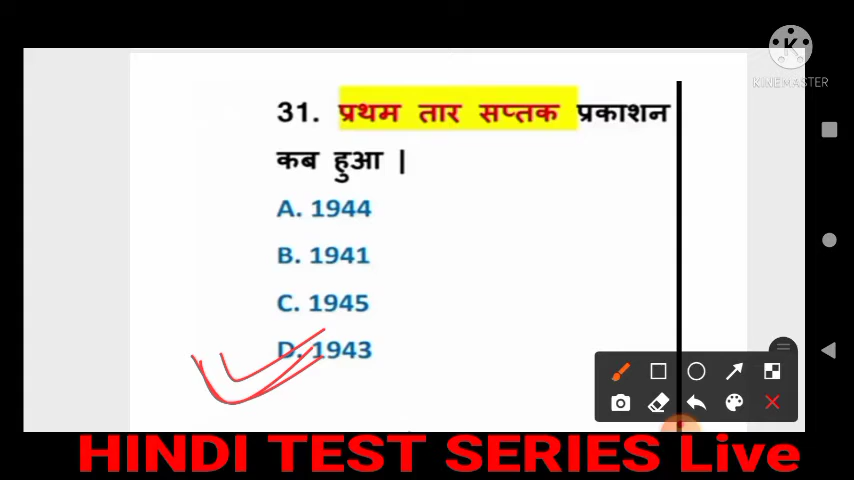 KINEMASTER
31. प्रथम तार सप्तक प्रकाशन
कब हुआ |
A. 1944
B. 1941
C. 1945
D. 1943
HINDI TEST SERIES Live